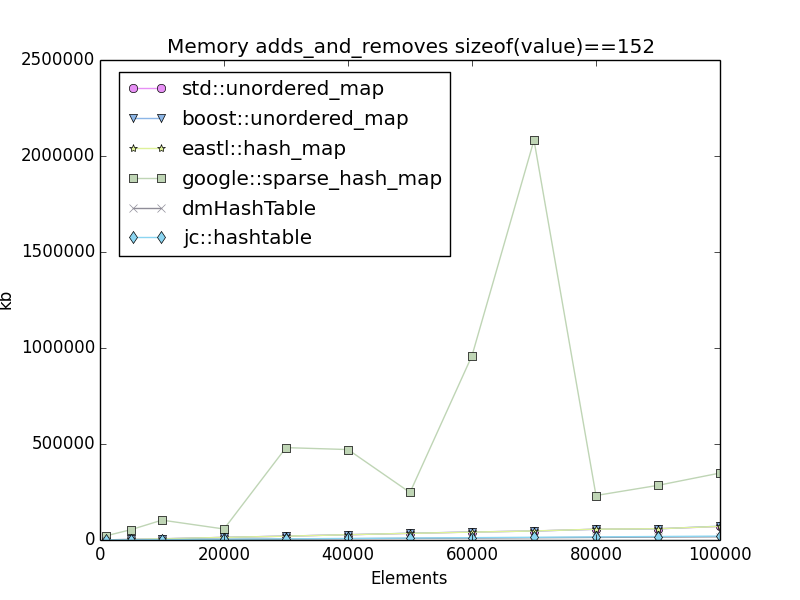 Memory adds_and_removes sizeof(value)==152
2500000
2000000
1500000
1000000
500000
0
kb
std::unordered_map
boost::unordered_map
eastl::hash_map
google::sparse_hash_map
dmHashTable
jc::hashtable
0 20000 40000 60000 80000 100000
Elements